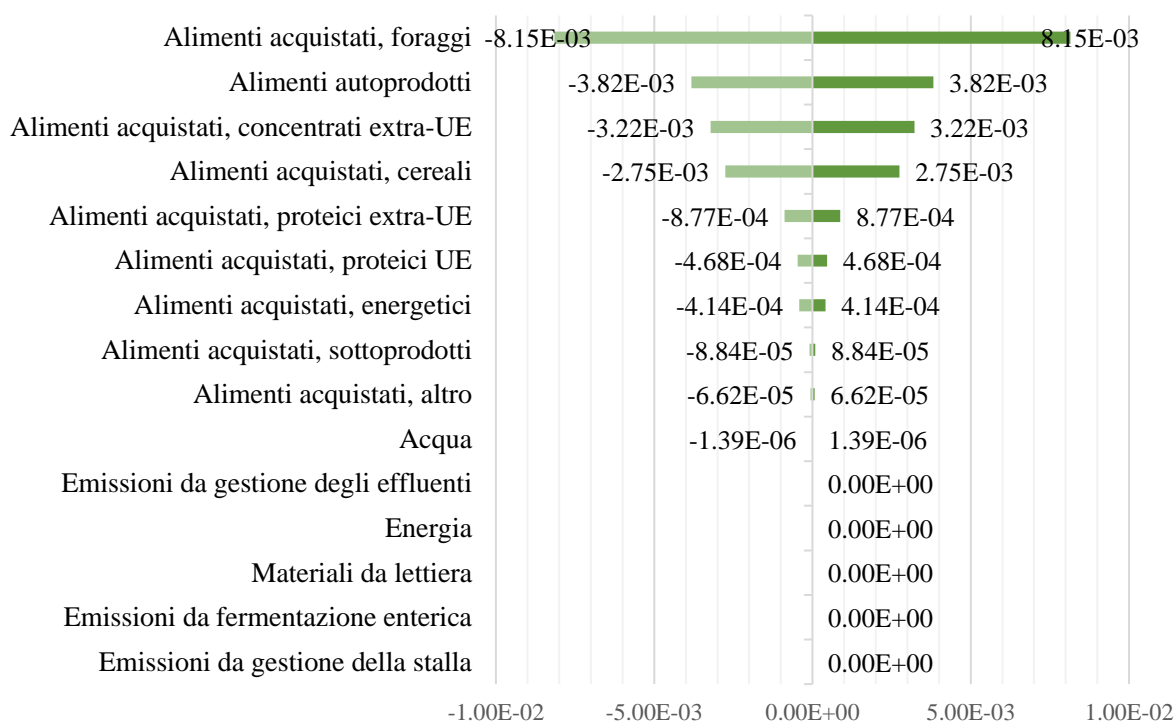 Alimenti acquistati, foraggi -8.15E-03 8.15E-03
Alimenti autoprodotti -3.82E-03 3.82E-03
Alimenti acquistati, concentrati extra-UE -3.22E-03 3.22E-03
Alimenti acquistati, cereali -2.75E-03 2.75E-03
Alimenti acquistati, proteici extra-UE -8.77E-04 8.77E-04
Alimenti acquistati, proteici UE -4.68E-04 4.68E-04
Alimenti acquistati, energetici -4.14E-04 4.14E-04
Alimenti acquistati, sottoprodotti -8.84E-05 8.84E-05
Alimenti acquistati, altro -6.62E-05 6.62E-05
Acqua -1.39E-06 1.39E-06
Emissioni da gestione degli effluenti 0.00E+00
Energia 0.00E+00
Materiali da lettiera 0.00E+00
Emissioni da fermentazione enterica 0.00E+00
Emissioni da gestione della stalla 0.00E+00
-1.00E-02 -5.00E-03 0.00E+00 5.00E-03 1.00E-02